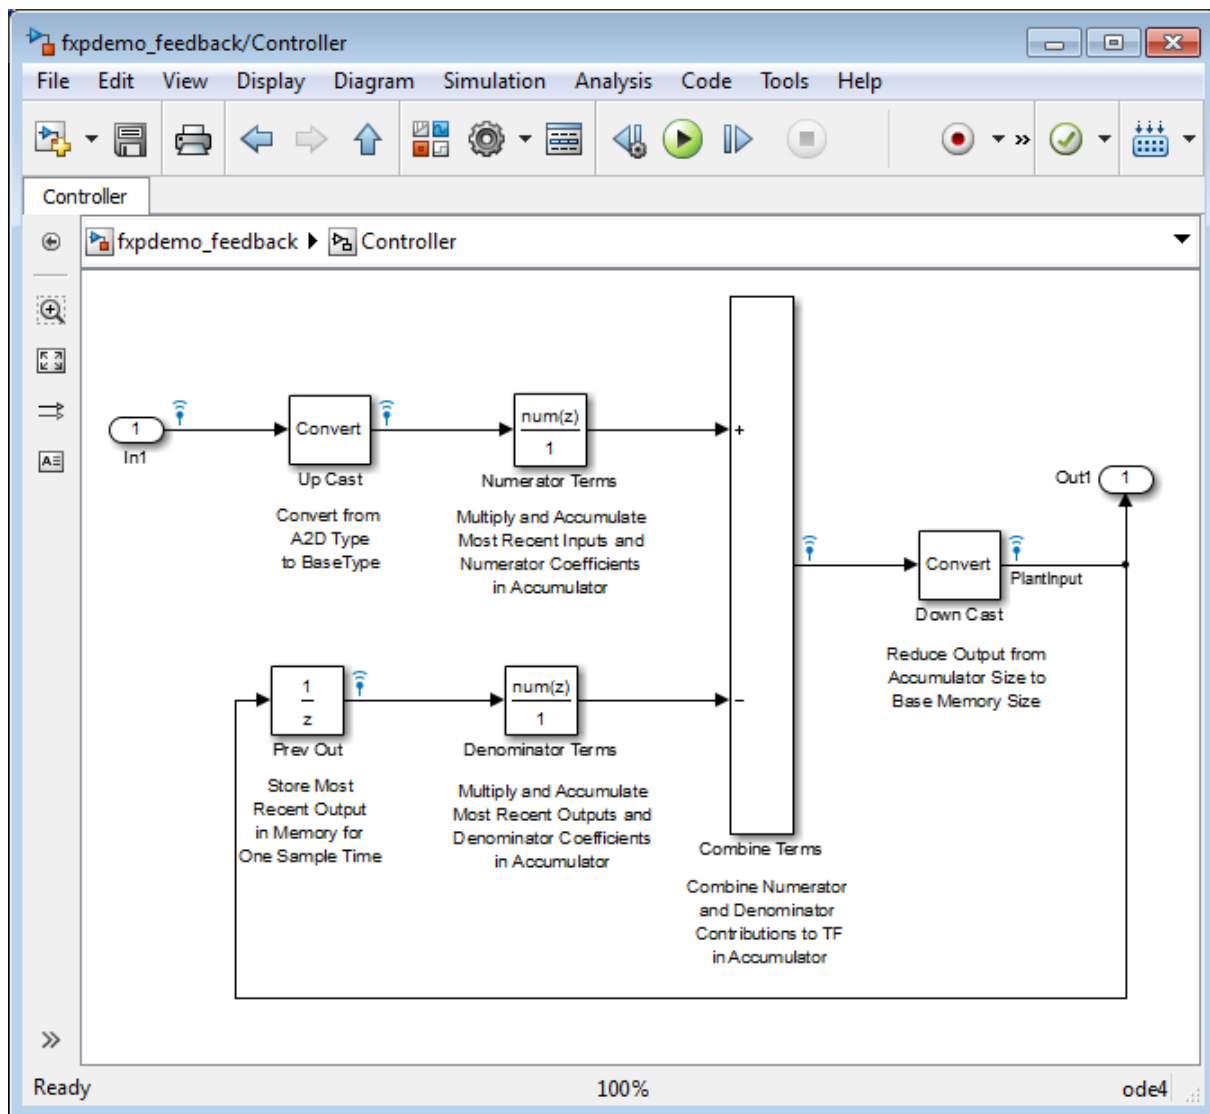 fxpdemo_feedback/Controller
File Edit View Display Diagram Simulation Analysis Code Tools Help
Controller
fxpdemo_feedback Controller
1
In1
Convert
Up Cast
Convert from
A2D Type
to BaseType
num(z)
1
Numerator Terms
Multiply and Accumulate
Most Recent Inputs and
Numerator Coefficients
in Accumulator
+
−
Combine Terms
Combine Numerator
and Denominator
Contributions to TF
in Accumulator
Out1 1
Convert
PlantInput
Down Cast
Reduce Output from
Accumulator Size to
Base Memory Size
1
z
Prev Out
Store Most
Recent Output
in Memory for
One Sample Time
num(z)
1
Denominator Terms
Multiply and Accumulate
Most Recent Outputs and
Denominator Coefficients
in Accumulator
Ready 100% ode4